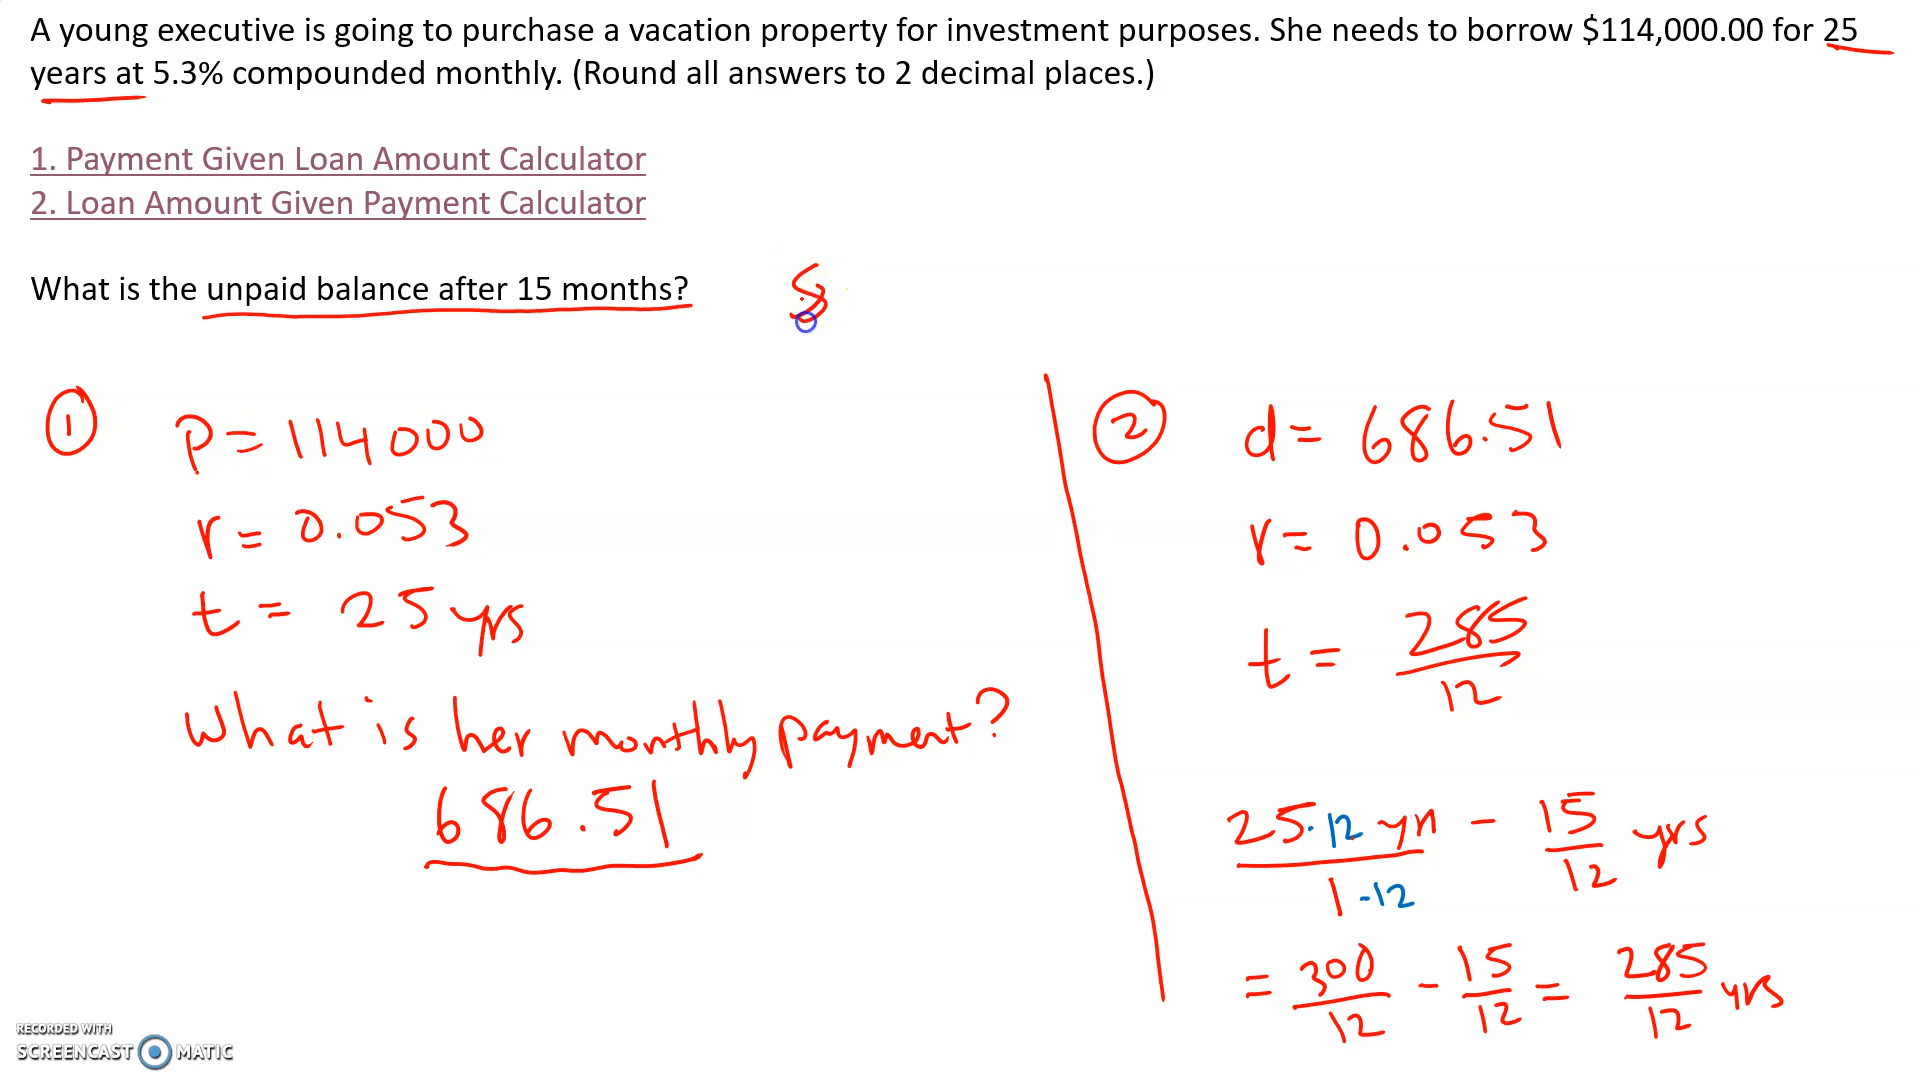 A young executive is going to purchase a vacation property for investment purposes. She needs to borrow $114,000.00 for 25
years at 5.3% compounded monthly. (Round all answers to 2 decimal places.)
1. Payment Given Loan Amount Calculator
2. Loan Amount Given Payment Calculator
What is the unpaid balance after 15 months?
1
P = 114000
r = 0.053
t = 25 yrs
What is her monthly payment?
686.51
2
d = 686.51
r = 0.053
t = 285/12
25·12 yrs/1·12 - 15/12 yrs
= 300/12 - 15/12 = 285/12 yrs
RECORDED WITH
SCREENCAST MATIC